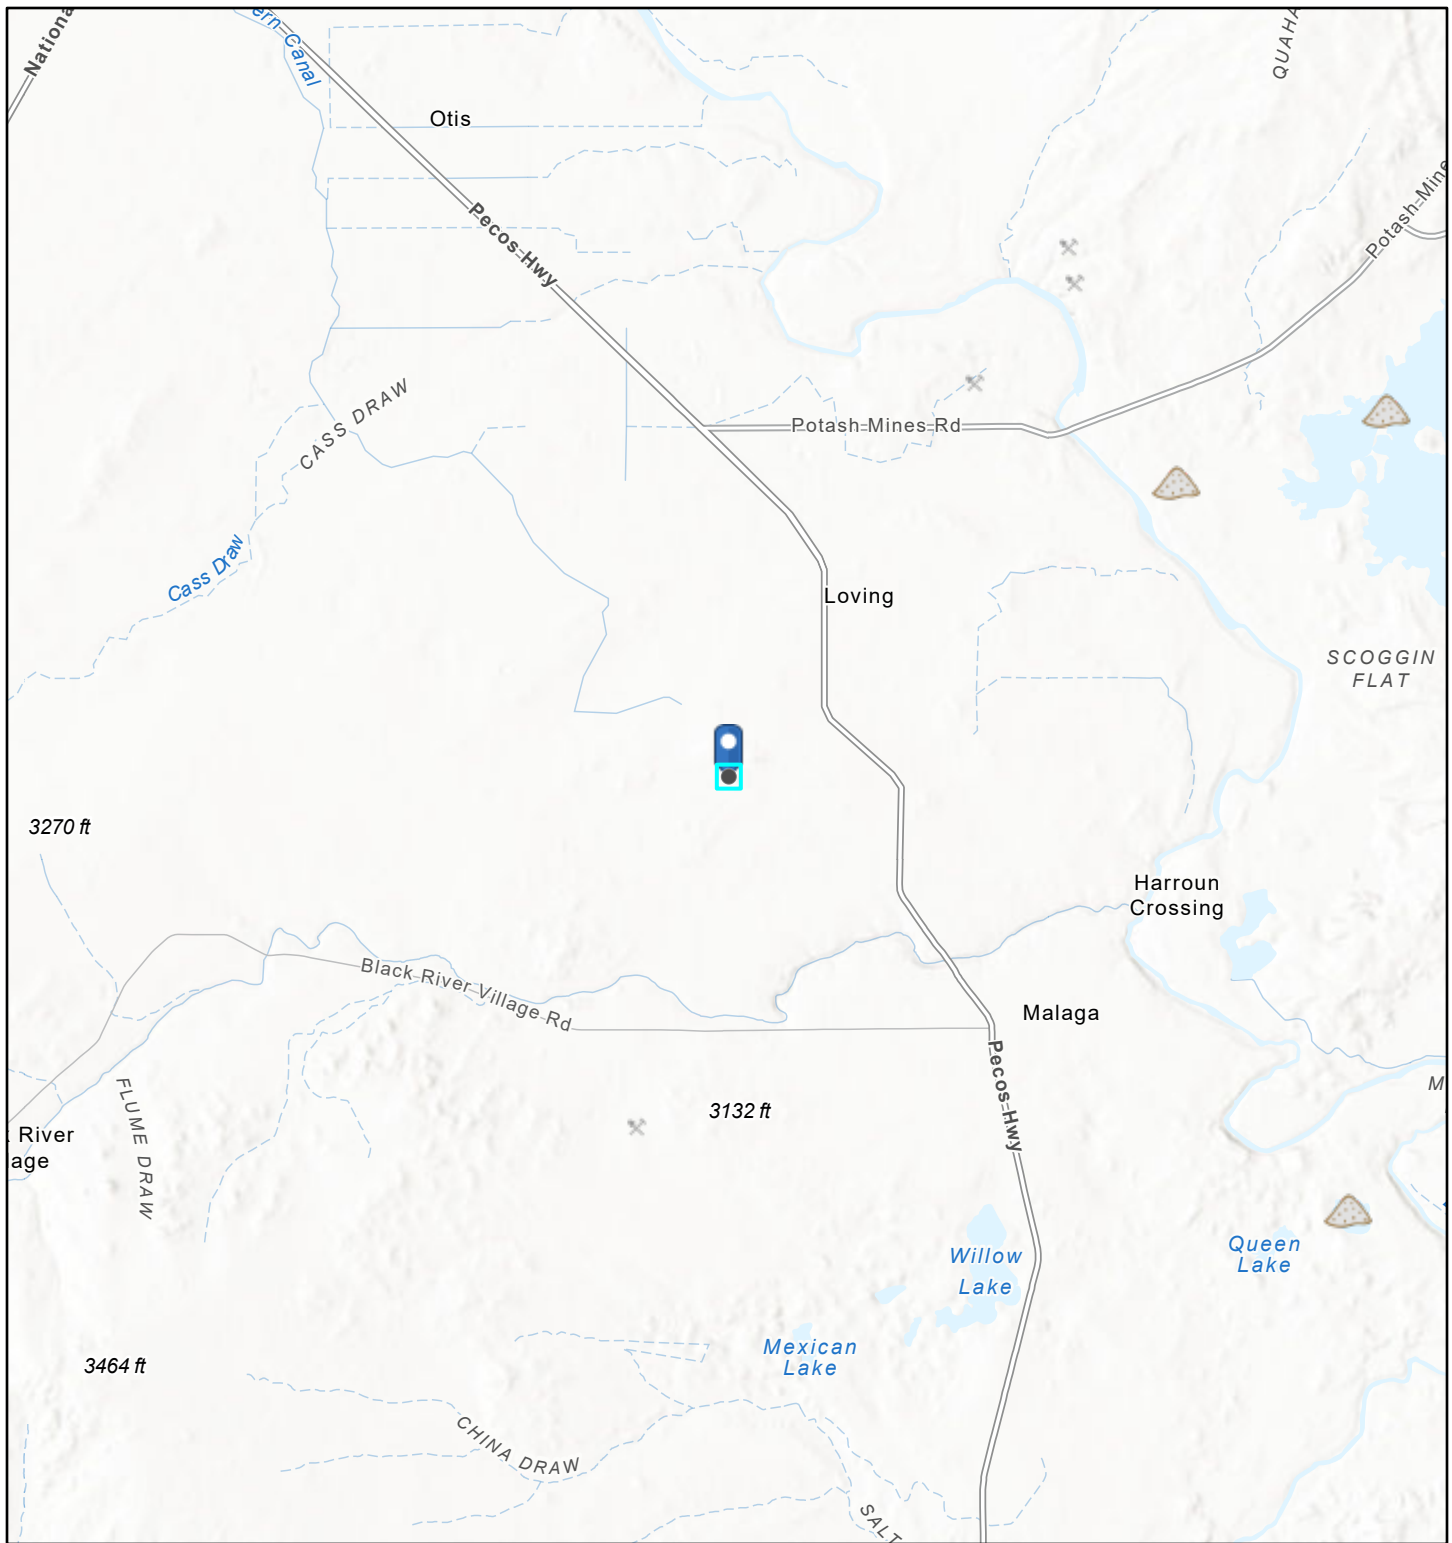 Nationa
ern Canal
QUAHA
Otis
Potash-Mine
Pecos-Hwy
CASS DRAW
Potash-Mines-Rd
Cass Draw
Loving
SCOGGIN
FLAT
3270 ft
Harroun
Crossing
Black River Village Rd
Malaga
Pecos-Hwy
M
FLUME DRAW
3132 ft
River
age
Willow
Lake
Queen
Lake
Mexican
Lake
3464 ft
CHINA DRAW
SALT